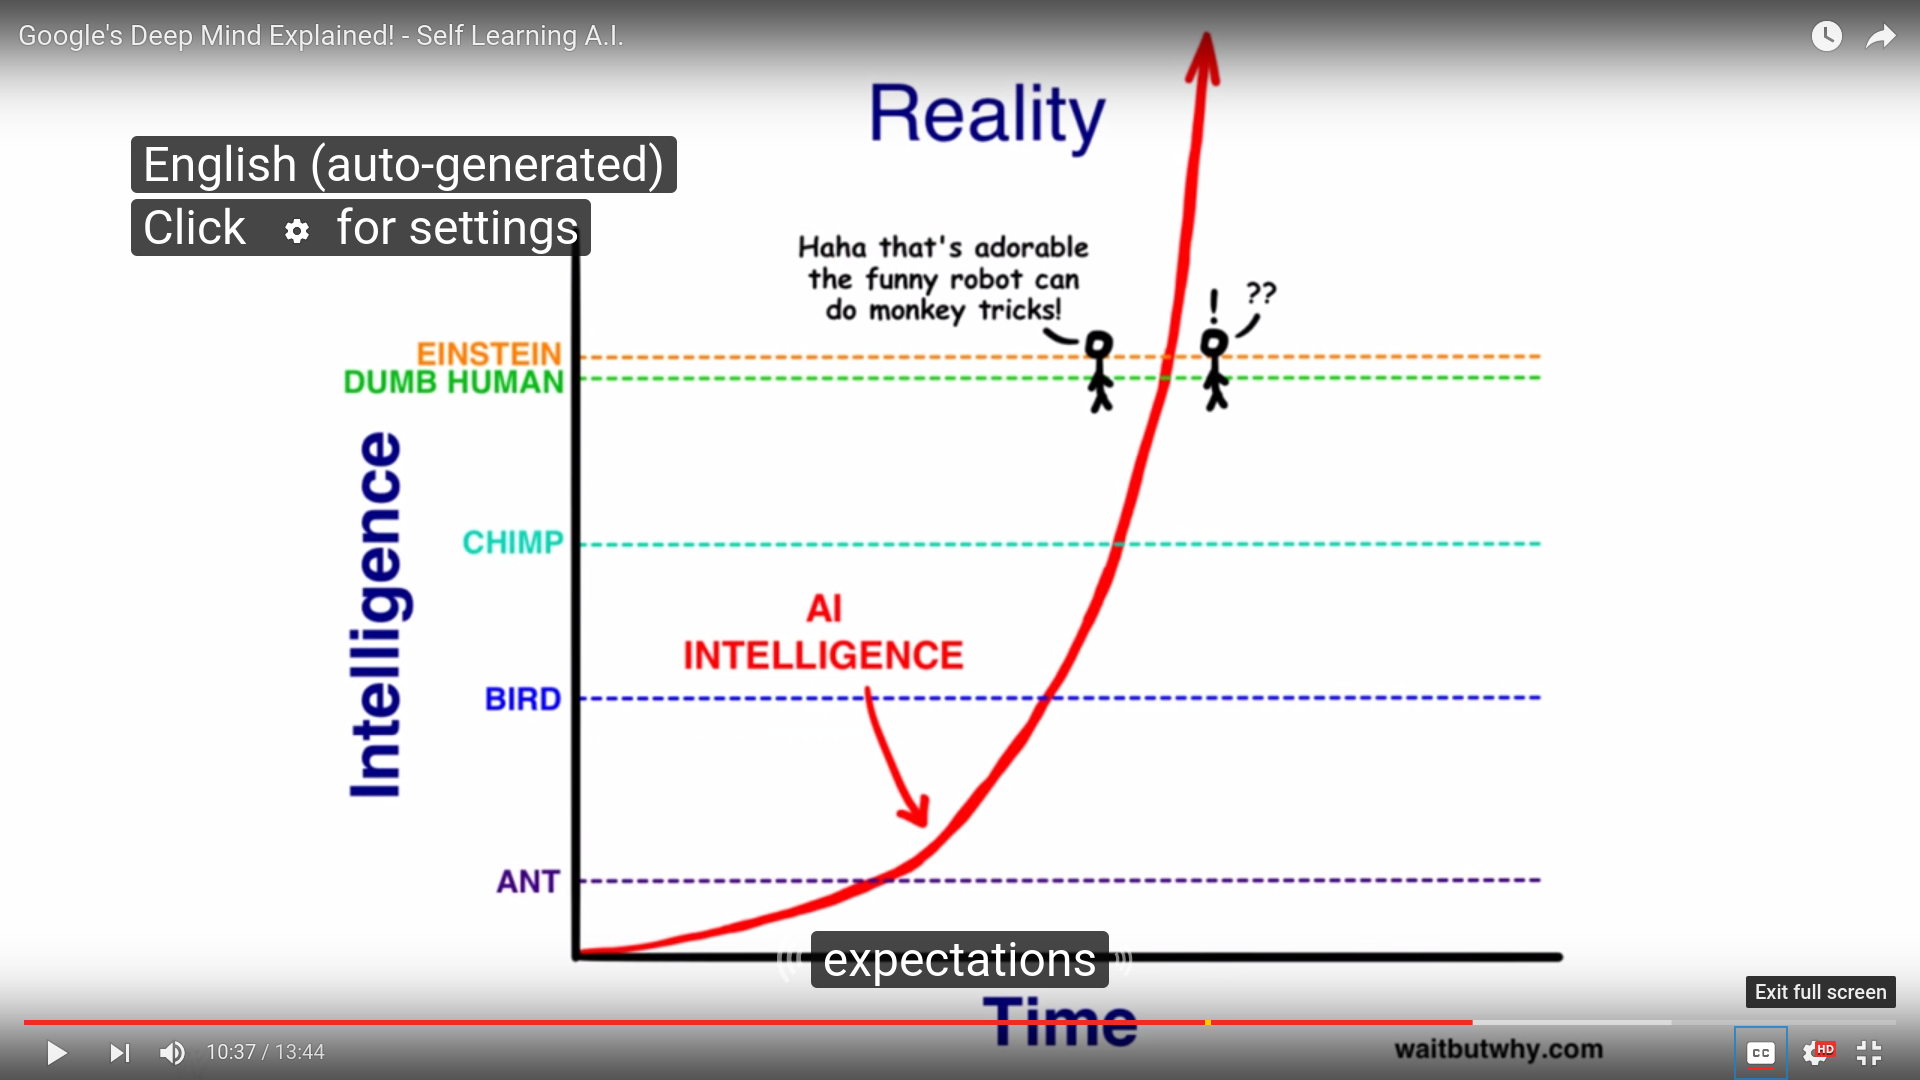 Google's Deep Mind Explained! - Self Learning A.I.
Reality
English (auto-generated)
Click for settings
Haha that's adorable
the funny robot can
do monkey tricks!
! ??
EINSTEIN
DUMB HUMAN
Intelligence
CHIMP
AI
INTELLIGENCE
BIRD
ANT
expectations
Exit full screen
Time
10:37 / 13:44
waitbutwhy.com
CC
HD